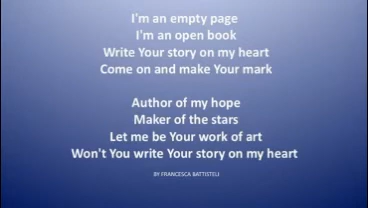 I'm an empty page
I'm an open book
Write Your story on my heart
Come on and make Your mark
Author of my hope
Maker of the stars
Let me be Your work of art
Won't You write Your story on my heart
BY FRANCESCA BATTISTELI